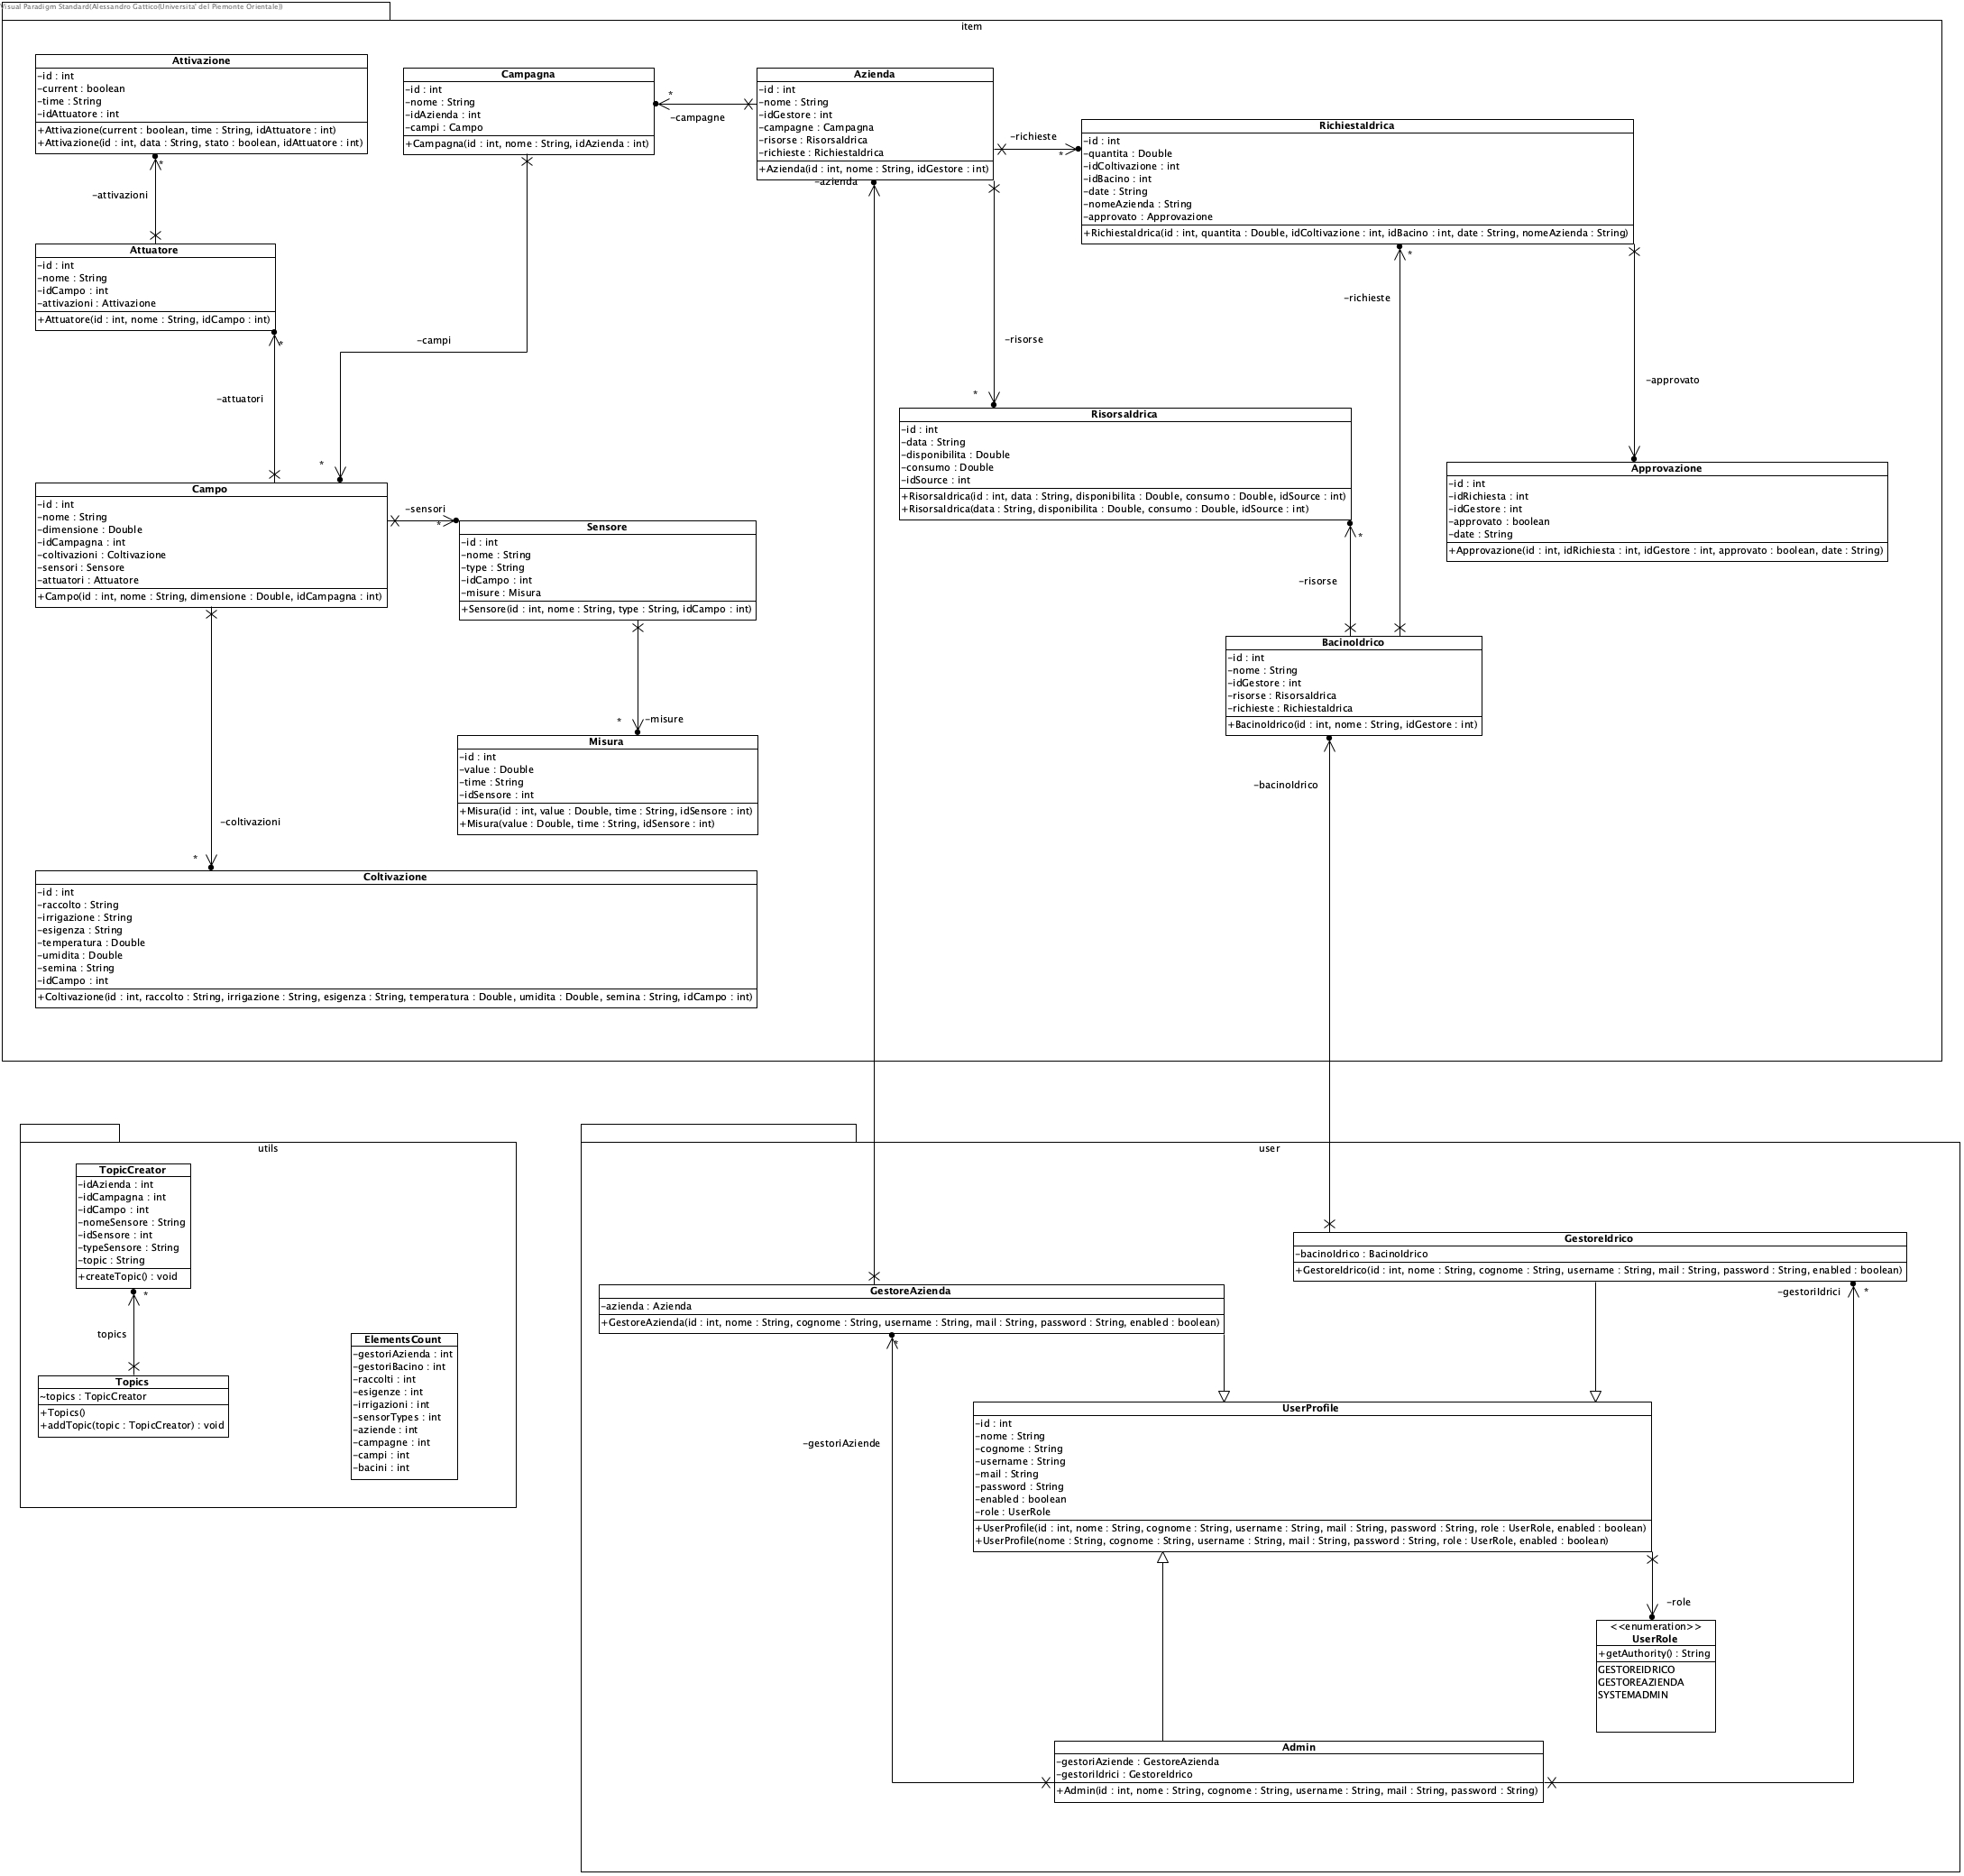 Visual Paradigm Standard(Alessandro Gattico(Universita' del Piemonte Orientale))
item
Attivazione
-id : int
-current : boolean
-time : String
-idAttuatore : int
+Attivazione(current : boolean, time : String, idAttuatore : int)
+Attivazione(id : int, data : String, stato : boolean, idAttuatore : int)
*
-attivazioni
Attuatore
-id : int
-nome : String
-idCampo : int
-attivazioni : Attivazione
+Attuatore(id : int, nome : String, idCampo : int)
*
-attuatori
Campagna
-id : int
-nome : String
-idAzienda : int
-campi : Campo
+Campagna(id : int, nome : String, idAzienda : int)
*
-campagne
-campi
*
Azienda
-id : int
-nome : String
-idGestore : int
-campagne : Campagna
-risorse : RisorsaIdrica
-richieste : RichiestaIdrica
+Azienda(id : int, nome : String, idGestore : int)
-azienda
-richieste
*
RichiestaIdrica
-id : int
-quantita : Double
-idColtivazione : int
-idBacino : int
-date : String
-nomeAzienda : String
-approvato : Approvazione
+RichiestaIdrica(id : int, quantita : Double, idColtivazione : int, idBacino : int, date : String, nomeAzienda : String)
*
-richieste
-risorse
*
-approvato
RisorsaIdrica
-id : int
-data : String
-disponibilita : Double
-consumo : Double
-idSource : int
+RisorsaIdrica(id : int, data : String, disponibilita : Double, consumo : Double, idSource : int)
+RisorsaIdrica(data : String, disponibilita : Double, consumo : Double, idSource : int)
*
-risorse
Approvazione
-id : int
-idRichiesta : int
-idGestore : int
-approvato : boolean
-date : String
+Approvazione(id : int, idRichiesta : int, idGestore : int, approvato : boolean, date : String)
Campo
-id : int
-nome : String
-dimensione : Double
-idCampagna : int
-coltivazioni : Coltivazione
-sensori : Sensore
-attuatori : Attuatore
+Campo(id : int, nome : String, dimensione : Double, idCampagna : int)
-sensori
*
Sensore
-id : int
-nome : String
-type : String
-idCampo : int
-misure : Misura
+Sensore(id : int, nome : String, type : String, idCampo : int)
*
-misure
Misura
-id : int
-value : Double
-time : String
-idSensore : int
+Misura(id : int, value : Double, time : String, idSensore : int)
+Misura(value : Double, time : String, idSensore : int)
-coltivazioni
*
Coltivazione
-id : int
-raccolto : String
-irrigazione : String
-esigenza : String
-temperatura : Double
-umidita : Double
-semina : String
-idCampo : int
+Coltivazione(id : int, raccolto : String, irrigazione : String, esigenza : String, temperatura : Double, umidita : Double, semina : String, idCampo : int)
BacinoIdrico
-id : int
-nome : String
-idGestore : int
-risorse : RisorsaIdrica
-richieste : RichiestaIdrica
+BacinoIdrico(id : int, nome : String, idGestore : int)
-bacinoIdrico
utils
TopicCreator
-idAzienda : int
-idCampagna : int
-idCampo : int
-nomeSensore : String
-idSensore : int
-typeSensore : String
-topic : String
+createTopic() : void
*
topics
Topics
~topics : TopicCreator
+Topics()
+addTopic(topic : TopicCreator) : void
ElementsCount
-gestoriAzienda : int
-gestoriBacino : int
-raccolti : int
-esigenze : int
-irrigazioni : int
-sensorTypes : int
-aziende : int
-campagne : int
-campi : int
-bacini : int
user
GestoreIdrico
-bacinoIdrico : BacinoIdrico
+GestoreIdrico(id : int, nome : String, cognome : String, username : String, mail : String, password : String, enabled : boolean)
-gestoriIdrici
*
GestoreAzienda
-azienda : Azienda
+GestoreAzienda(id : int, nome : String, cognome : String, username : String, mail : String, password : String, enabled : boolean)
*
-gestoriAziende
UserProfile
-id : int
-nome : String
-cognome : String
-username : String
-mail : String
-password : String
-enabled : boolean
-role : UserRole
+UserProfile(id : int, nome : String, cognome : String, username : String, mail : String, password : String, role : UserRole, enabled : boolean)
+UserProfile(nome : String, cognome : String, username : String, mail : String, password : String, role : UserRole, enabled : boolean)
-role
<<enumeration>>
UserRole
+getAuthority() : String
GESTOREIDRICO
GESTOREAZIENDA
SYSTEMADMIN
Admin
-gestoriAziende : GestoreAzienda
-gestoriIdrici : GestoreIdrico
+Admin(id : int, nome : String, cognome : String, username : String, mail : String, password : String)